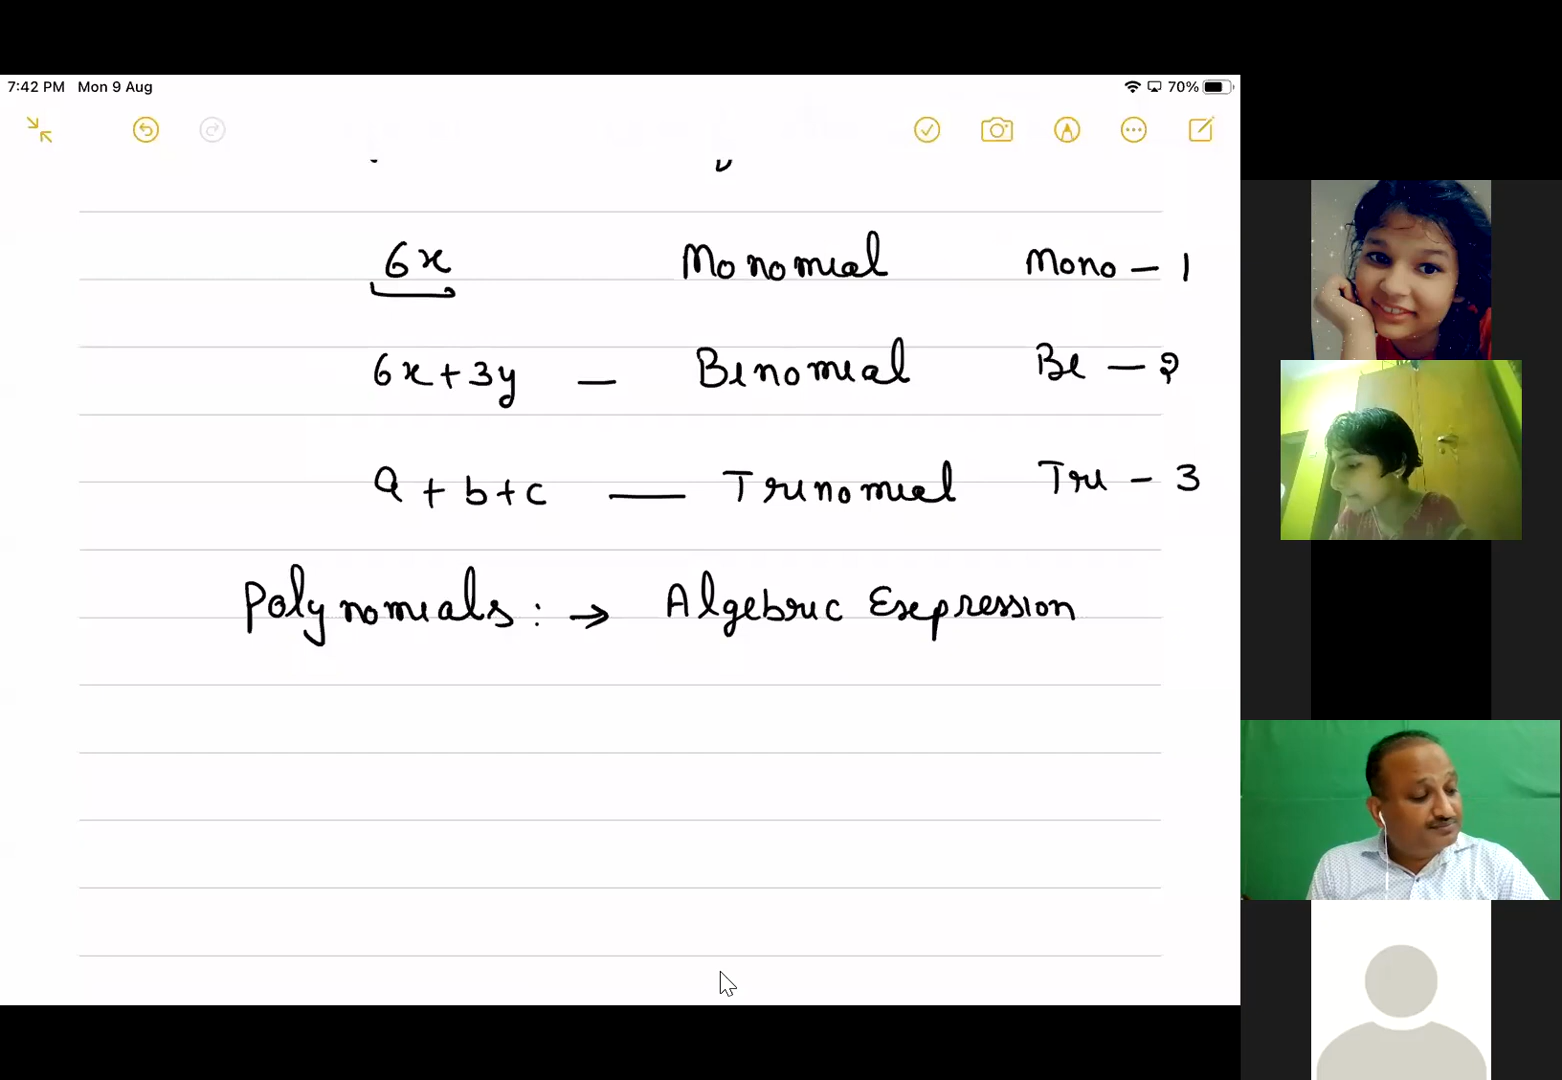 7:42 PM Mon 9 Aug 70%
6x Monomial Mono - 1
6x+3y — Binomial Bi — 2
a + b + c — Trinomial Tri - 3
Polynomials : → Algebric Expression